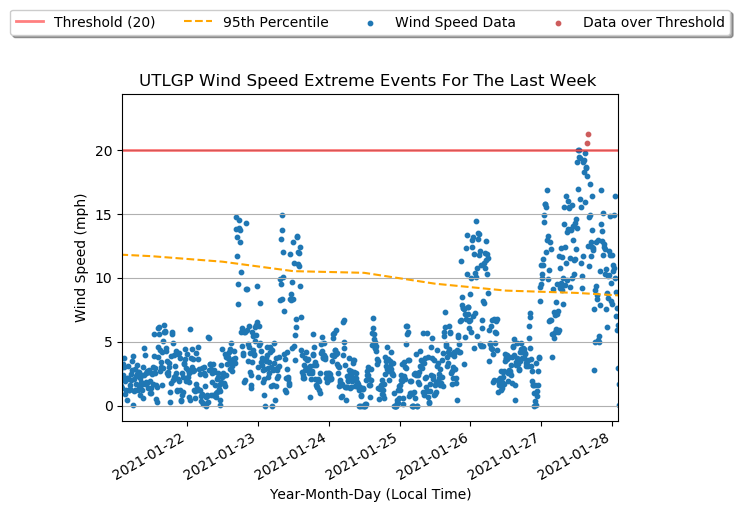 Threshold (20) 95th Percentile Wind Speed Data Data over Threshold
UTLGP Wind Speed Extreme Events For The Last Week
Wind Speed (mph)
20
15
10
5
0
2021-01-22 2021-01-23 2021-01-24 2021-01-25 2021-01-26 2021-01-27 2021-01-28
Year-Month-Day (Local Time)